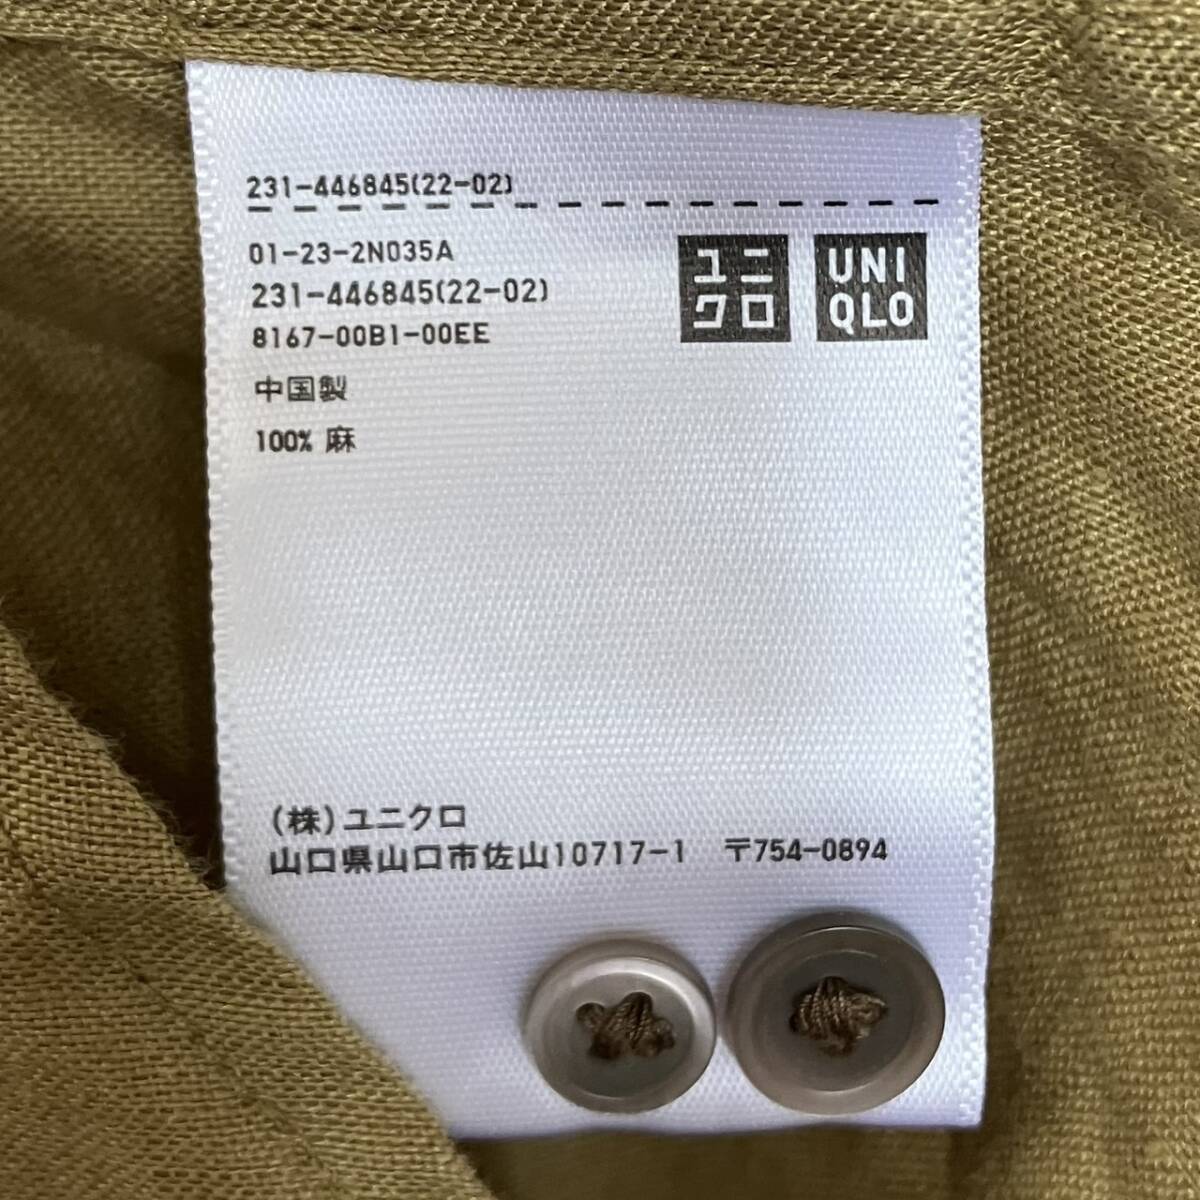 231-446845(22-02)
01-23-2N035A
231-446845(22-02)
8167-00B1-00EE
ユニ
クロ
UNI
QLO
中国製
100% 麻
(株)ユニクロ
山口県山口市佐山10717-1 〒754-0894